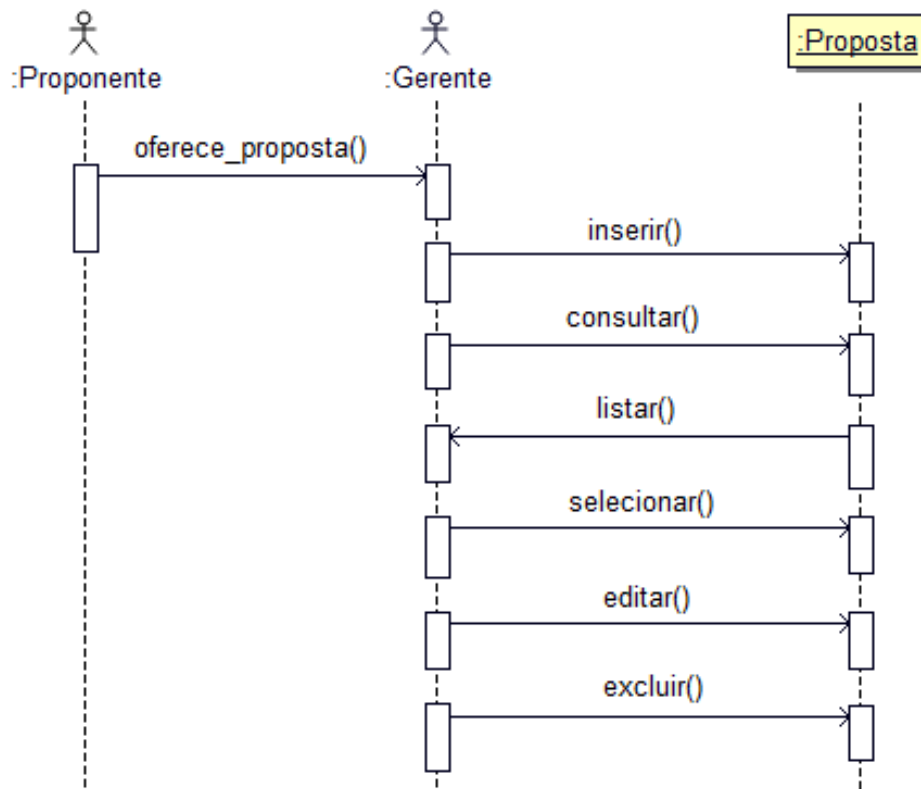 :Proponente
:Gerente
:Proposta
oferece_proposta()
inserir()
consultar()
listar()
selecionar()
editar()
excluir()